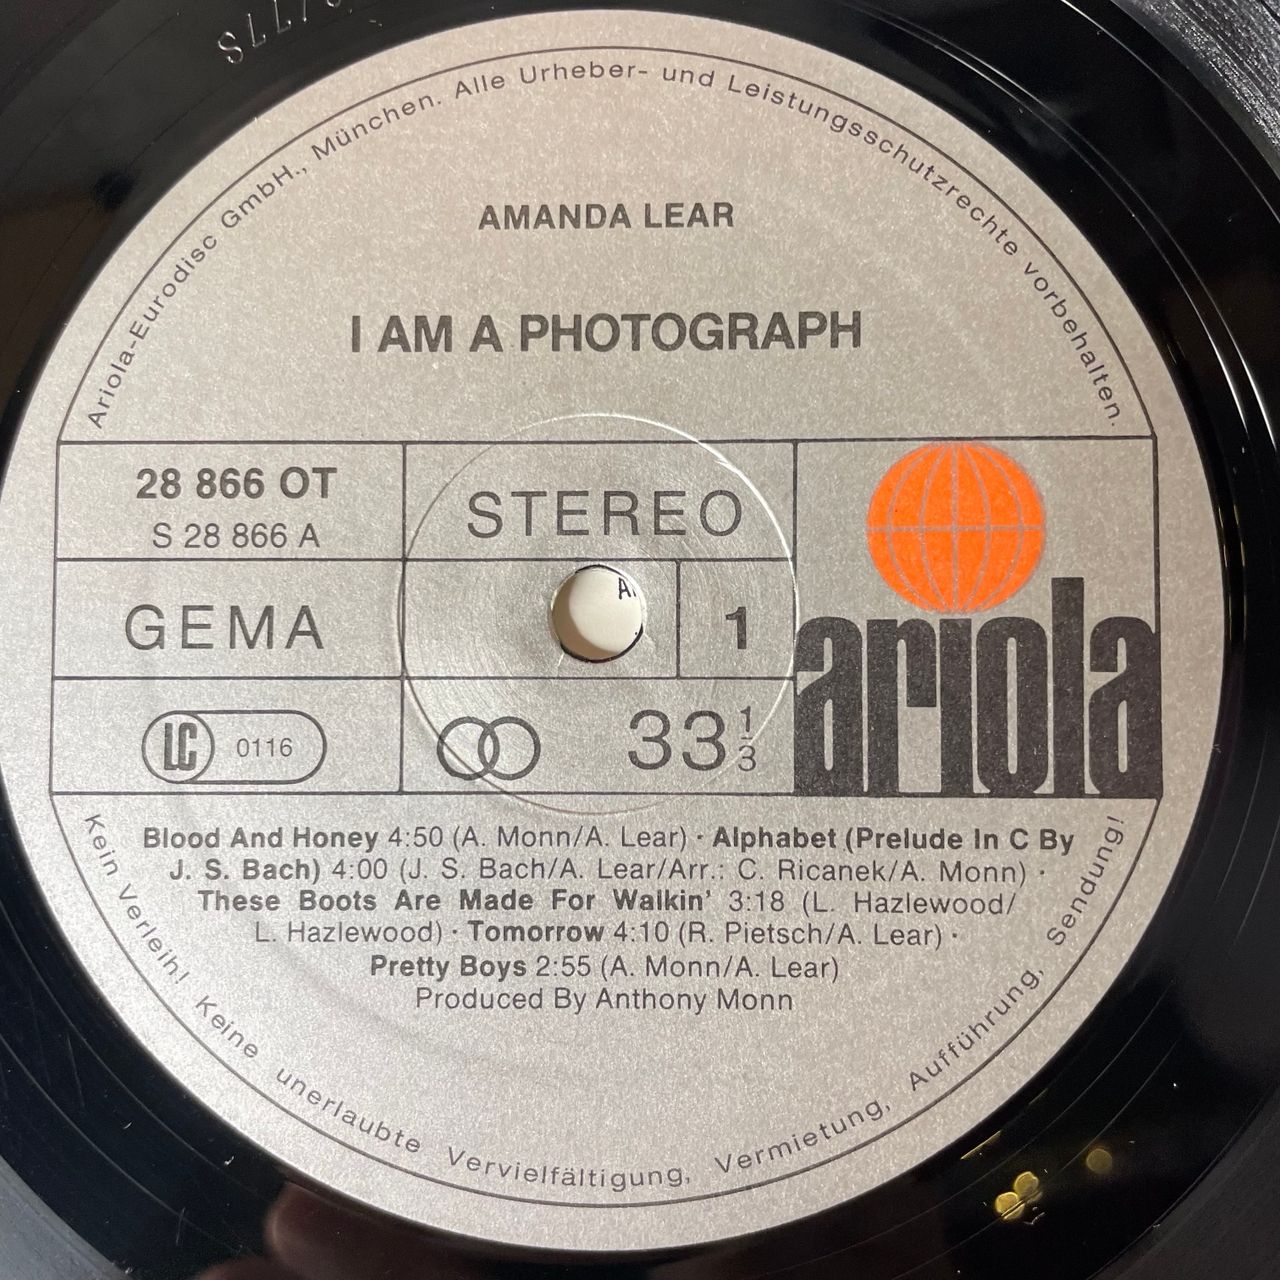 Ariola-Eurodisc GmbH., München. Alle Urheber- und Leistungsschutzrechte vorbehalten.
AMANDA LEAR
I AM A PHOTOGRAPH
28 866 OT
S 28 866 A
STEREO
GEMA
1
LC 0116
33 1/3
ariola
Blood And Honey 4:50 (A. Monn/A. Lear) · Alphabet (Prelude In C By
J. S. Bach) 4:00 (J. S. Bach/A. Lear/Arr.: C. Ricanek/A. Monn) ·
These Boots Are Made For Walkin' 3:18 (L. Hazlewood/
L. Hazlewood) · Tomorrow 4:10 (R. Pietsch/A. Lear) ·
Pretty Boys 2:55 (A. Monn/A. Lear)
Produced By Anthony Monn
Kein Verleih! Keine unerlaubte Vervielfältigung, Vermietung, Aufführung, Sendung!